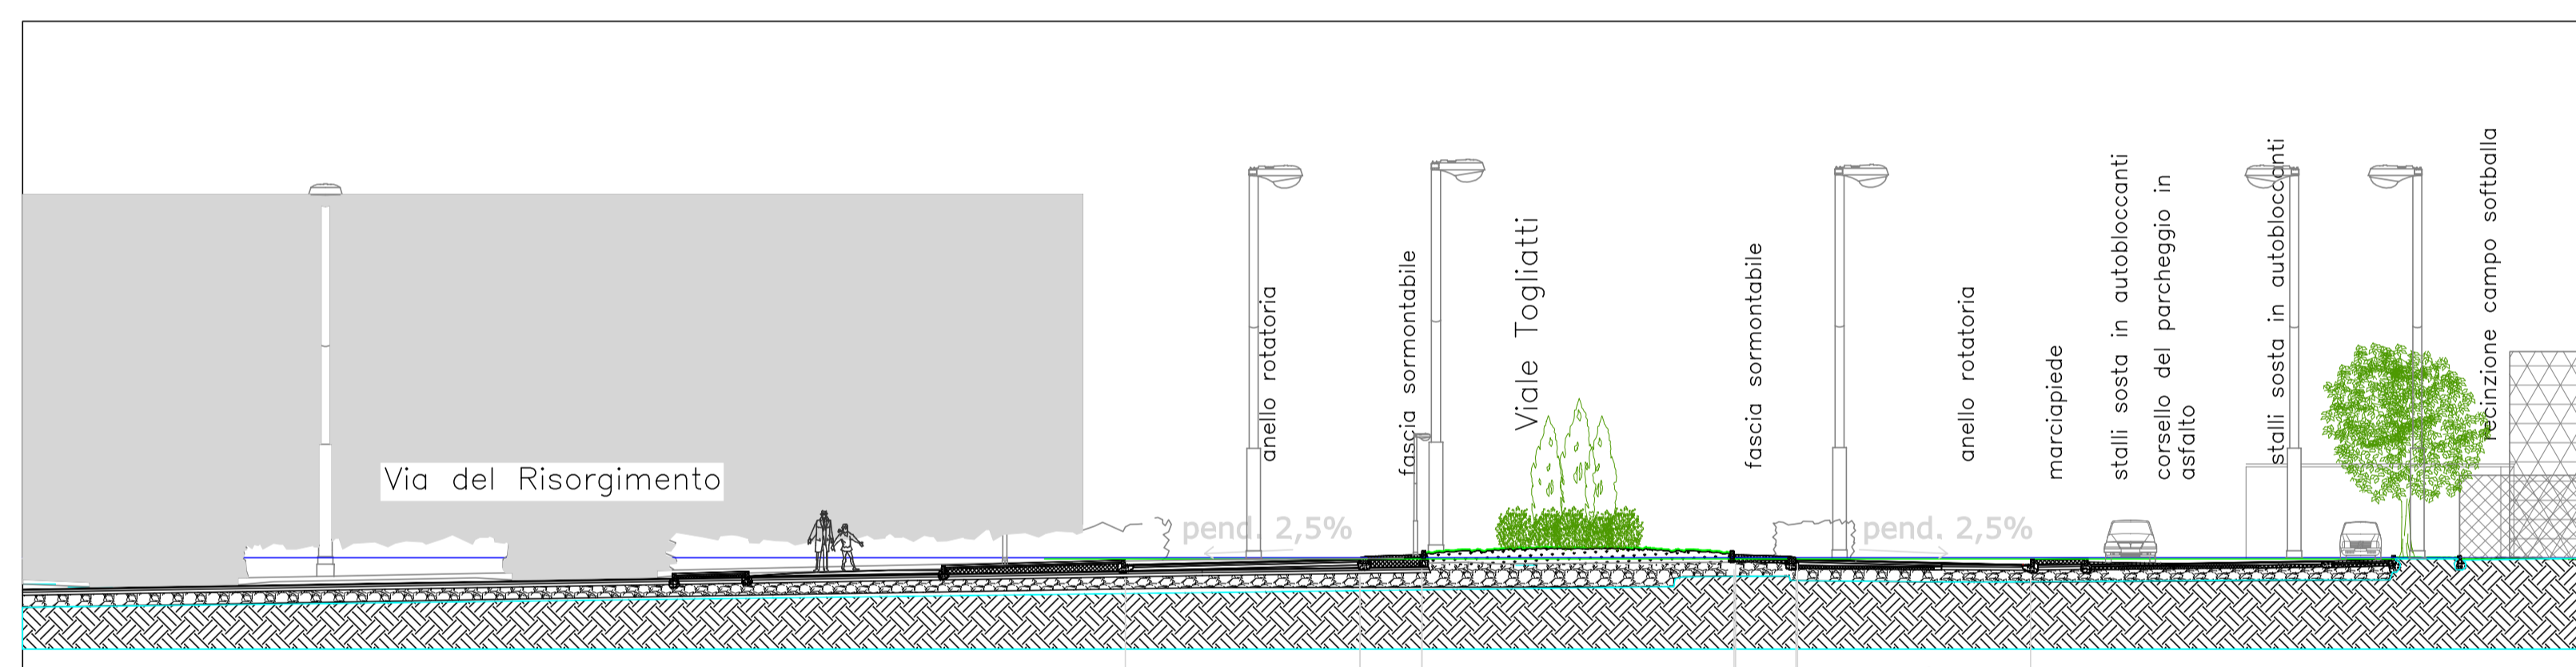 Via del Risorgimento
pend. 2,5%
anello rotatoria
fascia sormontabile
Viale Togliatti
fascia sormontabile
pend. 2,5%
anello rotatoria
marciapiede
stalli sosta in autobloccanti
corsello del parcheggio in
asfalto
stalli sosta in autobloccanti
recinzione campo softballa